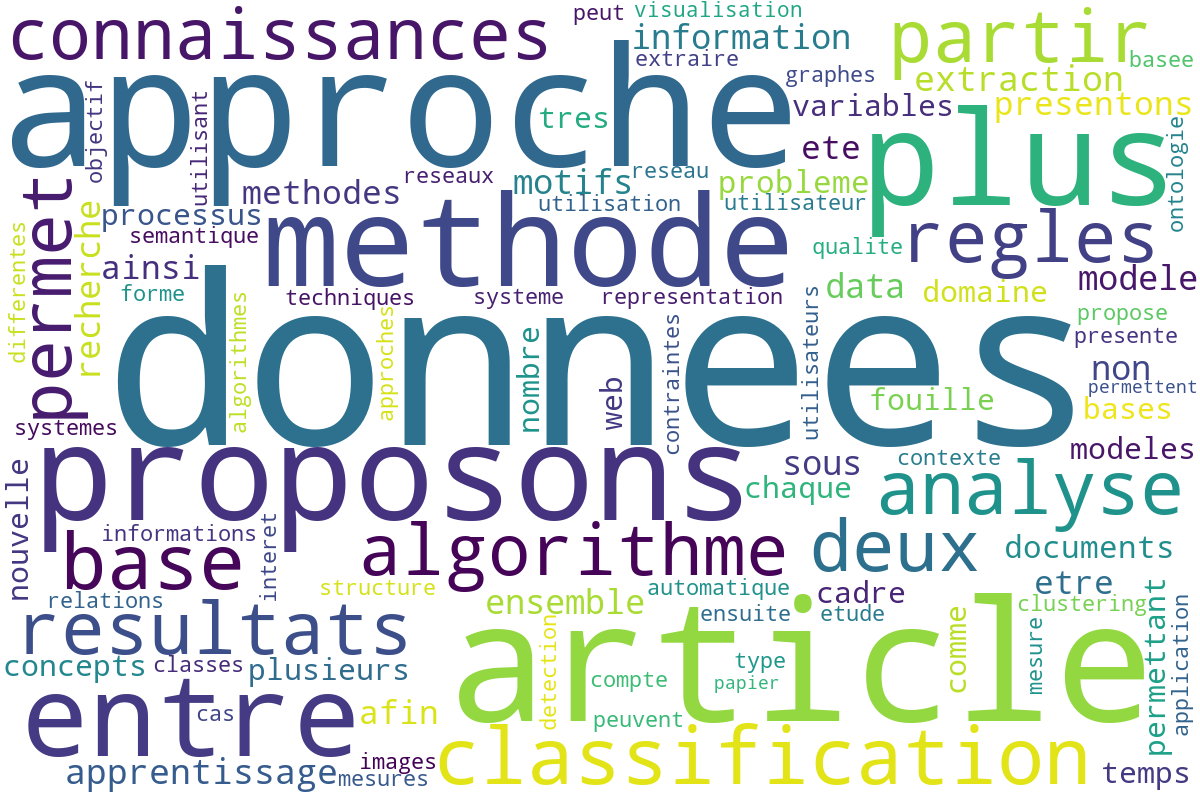 connaissances
peut
visualisation
information
extraire
partir
basee
extraction
graphes
approche
objectif
utilisant
tres
variables
presentons
plus
ete
ontologie
methodes
reseaux
motifs
reseau
probleme
utilisation
utilisateur
processus
semantique
methode
regles
qualite
permet
recherche
differentes
ainsi
forme
techniques
systeme
representation
data
domaine
modele
propose
presente
donnees
algorithmes
approches
nombre
web
contraintes
utilisateurs
fouille
non
permettent
bases
systemes
proposons
sous
chaque
contexte
modeles
analyse
nouvelle
informations
interet
base
algorithme
deux
documents
relations
structure
ensemble
automatique
cadre
etre
ensuite
etude
clustering
resultats
article
comme
mesure
permettant
application
concepts
classes
plusieurs
detection
compte
type
papier
peuvent
entre
cas
afin
classification
apprentissage
images
mesures
temps